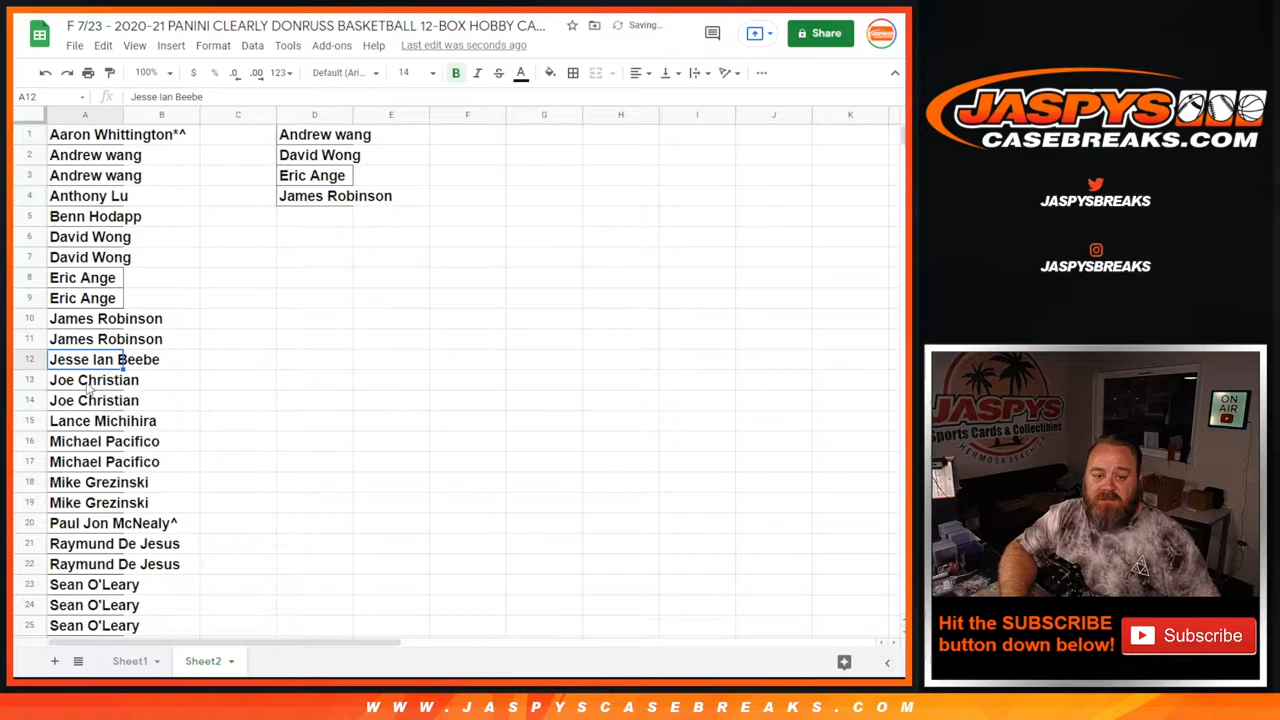 F 7/23 - 2020-21 PANINI CLEARLY DONRUSS BASKETBALL 12-BOX HOBBY CA...
Saving...
File Edit View Insert Format Data Tools Add-ons Help Last edit was seconds ago
Share
100% $ % .0 .00 123 Default (Ari... 14 B I S A
A12 fx Jesse Ian Beebe
A B C D E F G H I J K
1 Aaron Whittington*^ Andrew wang
2 Andrew wang David Wong
3 Andrew wang Eric Ange
4 Anthony Lu James Robinson
5 Benn Hodapp
6 David Wong
7 David Wong
8 Eric Ange
9 Eric Ange
10 James Robinson
11 James Robinson
12 Jesse Ian Beebe
13 Joe Christian
14 Joe Christian
15 Lance Michihira
16 Michael Pacifico
17 Michael Pacifico
18 Mike Grezinski
19 Mike Grezinski
20 Paul Jon McNealy^
21 Raymund De Jesus
22 Raymund De Jesus
23 Sean O'Leary
24 Sean O'Leary
25 Sean O'Leary
+ Sheet1 Sheet2
JASPYS
CASEBREAKS.COM
JASPYSBREAKS
JASPYSBREAKS
JASPYS
Sports Cards & Collectibles
HERMOSA BEACH, CA
ON AIR
Hit the SUBSCRIBE
button down below!
Subscribe
WWW.JASPYSCASEBREAKS.COM